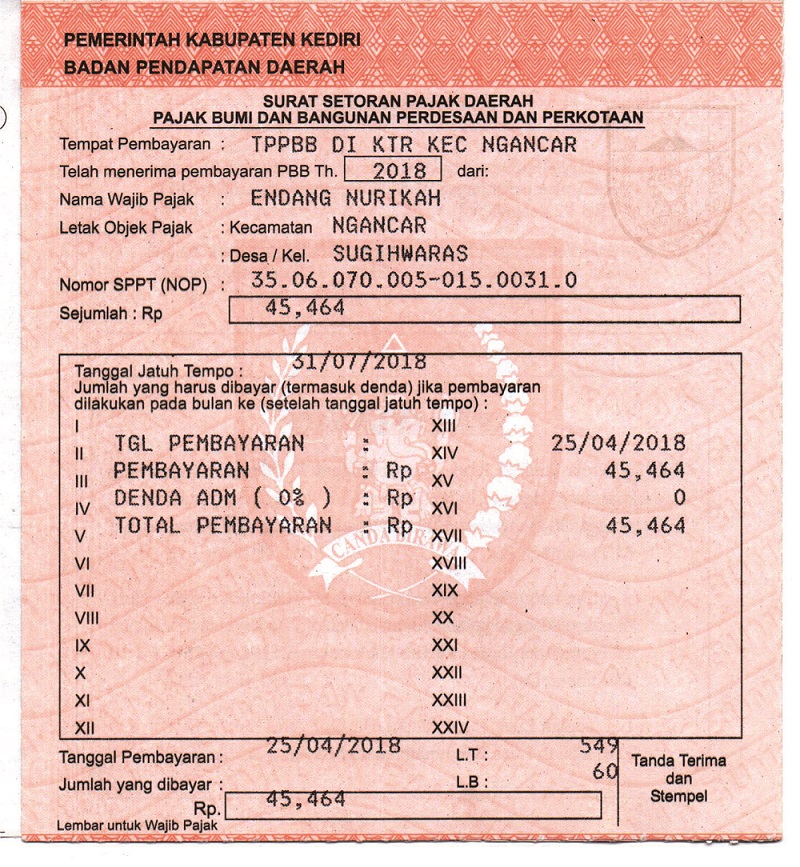 PEMERINTAH KABUPATEN KEDIRI
BADAN PENDAPATAN DAERAH
SURAT SETORAN PAJAK DAERAH
PAJAK BUMI DAN BANGUNAN PERDESAAN DAN PERKOTAAN
Tempat Pembayaran : TPPBB DI KTR KEC NGANCAR
Telah menerima pembayaran PBB Th. 2018 dari:
Nama Wajib Pajak : ENDANG NURIKAH
Letak Objek Pajak : Kecamatan NGANCAR
: Desa / Kel. SUGIHWARAS
Nomor SPPT (NOP) : 35.06.070.005-015.0031.0
Sejumlah : Rp 45,464
Tanggal Jatuh Tempo : 31/07/2018
Jumlah yang harus dibayar (termasuk denda) jika pembayaran
dilakukan pada bulan ke (setelah tanggal jatuh tempo) :
I XIII
II TGL PEMBAYARAN : XIV 25/04/2018
III PEMBAYARAN : Rp XV 45,464
IV DENDA ADM ( 0% ) : Rp XVI 0
V TOTAL PEMBAYARAN : Rp XVII 45,464
CANDA BIRAWA
VI XVIII
VII XIX
VIII XX
IX XXI
X XXII
XI XXIII
XII XXIV
Tanggal Pembayaran : 25/04/2018 L.T : 549
Jumlah yang dibayar : L.B : 60
Rp. 45,464
Tanda Terima
dan
Stempel
Lembar untuk Wajib Pajak